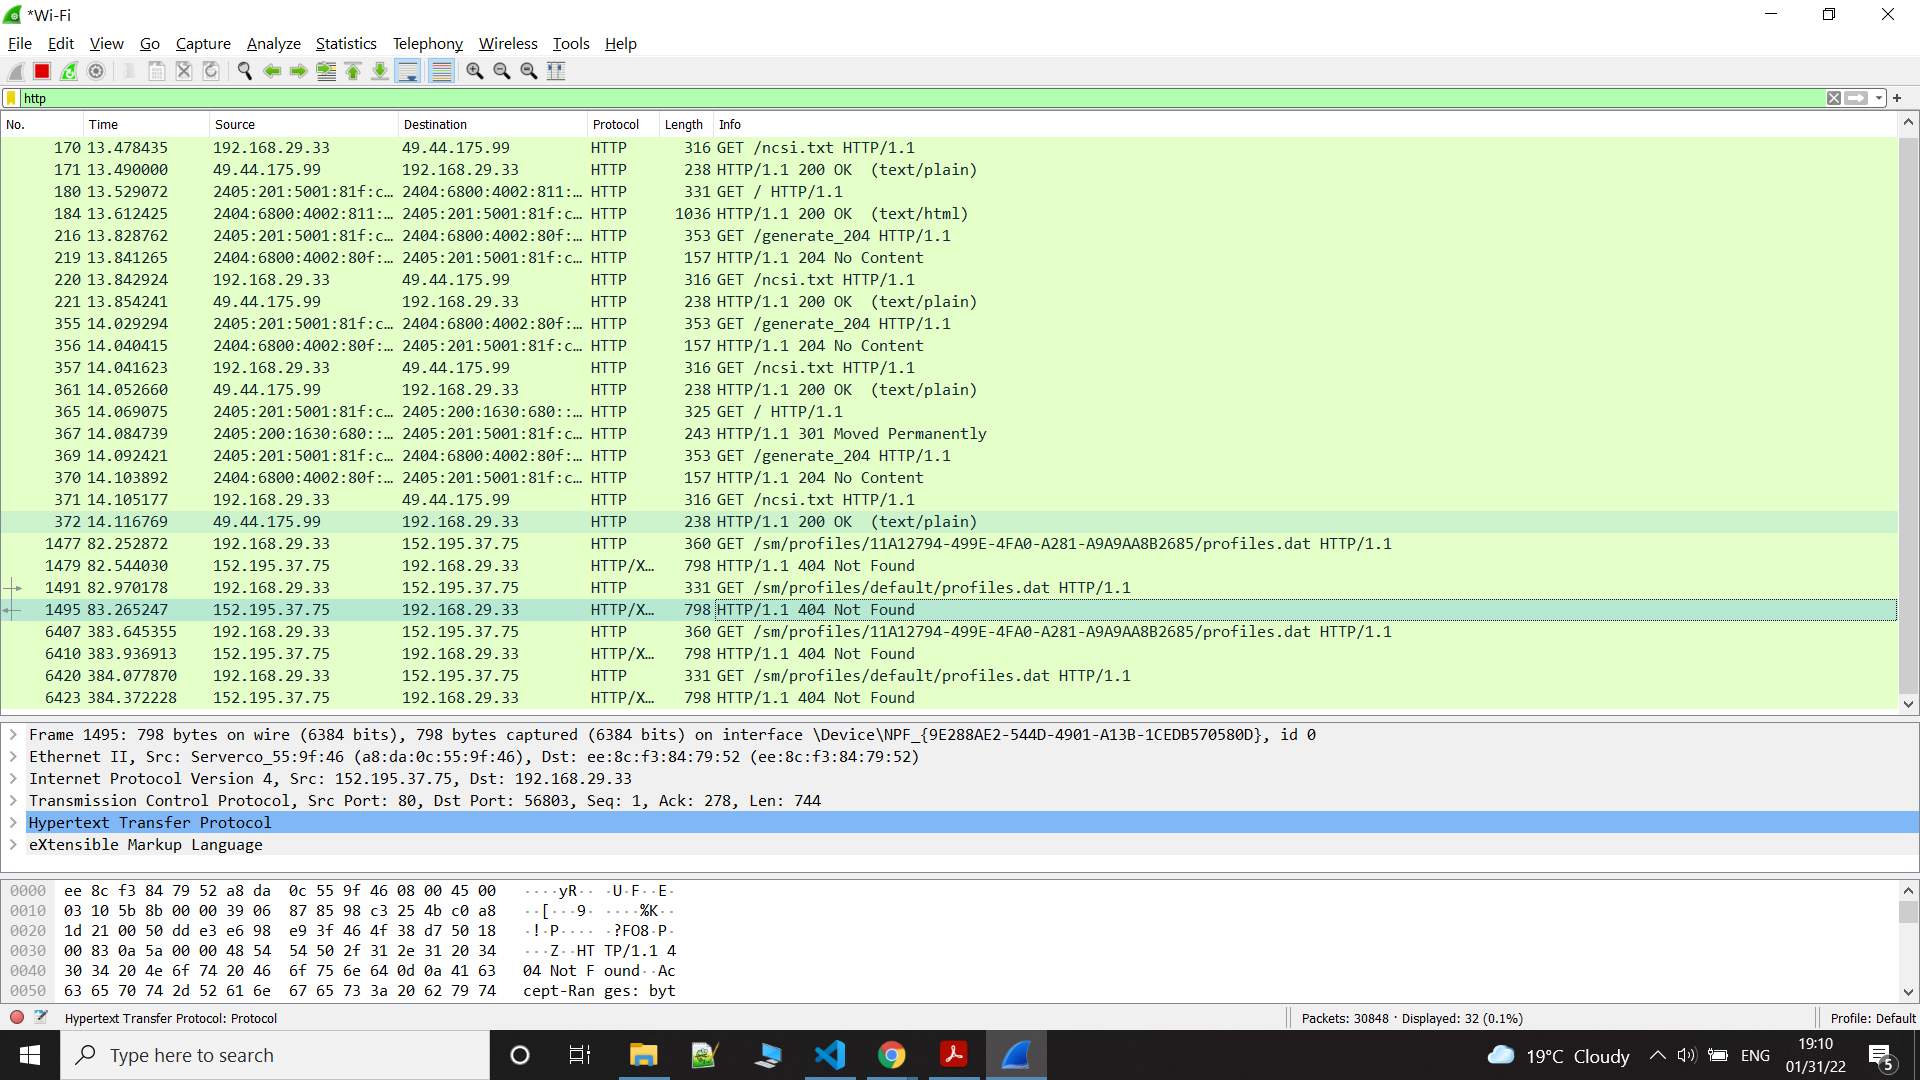 *Wi-Fi
File Edit View Go Capture Analyze Statistics Telephony Wireless Tools Help
http
No. Time Source Destination Protocol Length Info
170 13.478435 192.168.29.33 49.44.175.99 HTTP 316 GET /ncsi.txt HTTP/1.1
171 13.490000 49.44.175.99 192.168.29.33 HTTP 238 HTTP/1.1 200 OK (text/plain)
180 13.529072 2405:201:5001:81f:c… 2404:6800:4002:811:… HTTP 331 GET / HTTP/1.1
184 13.612425 2404:6800:4002:811:… 2405:201:5001:81f:c… HTTP 1036 HTTP/1.1 200 OK (text/html)
216 13.828762 2405:201:5001:81f:c… 2404:6800:4002:80f:… HTTP 353 GET /generate_204 HTTP/1.1
219 13.841265 2404:6800:4002:80f:… 2405:201:5001:81f:c… HTTP 157 HTTP/1.1 204 No Content
220 13.842924 192.168.29.33 49.44.175.99 HTTP 316 GET /ncsi.txt HTTP/1.1
221 13.854241 49.44.175.99 192.168.29.33 HTTP 238 HTTP/1.1 200 OK (text/plain)
355 14.029294 2405:201:5001:81f:c… 2404:6800:4002:80f:… HTTP 353 GET /generate_204 HTTP/1.1
356 14.040415 2404:6800:4002:80f:… 2405:201:5001:81f:c… HTTP 157 HTTP/1.1 204 No Content
357 14.041623 192.168.29.33 49.44.175.99 HTTP 316 GET /ncsi.txt HTTP/1.1
361 14.052660 49.44.175.99 192.168.29.33 HTTP 238 HTTP/1.1 200 OK (text/plain)
365 14.069075 2405:201:5001:81f:c… 2405:200:1630:680::… HTTP 325 GET / HTTP/1.1
367 14.084739 2405:200:1630:680::… 2405:201:5001:81f:c… HTTP 243 HTTP/1.1 301 Moved Permanently
369 14.092421 2405:201:5001:81f:c… 2404:6800:4002:80f:… HTTP 353 GET /generate_204 HTTP/1.1
370 14.103892 2404:6800:4002:80f:… 2405:201:5001:81f:c… HTTP 157 HTTP/1.1 204 No Content
371 14.105177 192.168.29.33 49.44.175.99 HTTP 316 GET /ncsi.txt HTTP/1.1
372 14.116769 49.44.175.99 192.168.29.33 HTTP 238 HTTP/1.1 200 OK (text/plain)
1477 82.252872 192.168.29.33 152.195.37.75 HTTP 360 GET /sm/profiles/11A12794-499E-4FA0-A281-A9A9AA8B2685/profiles.dat HTTP/1.1
1479 82.544030 152.195.37.75 192.168.29.33 HTTP/X… 798 HTTP/1.1 404 Not Found
1491 82.970178 192.168.29.33 152.195.37.75 HTTP 331 GET /sm/profiles/default/profiles.dat HTTP/1.1
1495 83.265247 152.195.37.75 192.168.29.33 HTTP/X… 798 HTTP/1.1 404 Not Found
6407 383.645355 192.168.29.33 152.195.37.75 HTTP 360 GET /sm/profiles/11A12794-499E-4FA0-A281-A9A9AA8B2685/profiles.dat HTTP/1.1
6410 383.936913 152.195.37.75 192.168.29.33 HTTP/X… 798 HTTP/1.1 404 Not Found
6420 384.077870 192.168.29.33 152.195.37.75 HTTP 331 GET /sm/profiles/default/profiles.dat HTTP/1.1
6423 384.372228 152.195.37.75 192.168.29.33 HTTP/X… 798 HTTP/1.1 404 Not Found
Frame 1495: 798 bytes on wire (6384 bits), 798 bytes captured (6384 bits) on interface \Device\NPF_{9E288AE2-544D-4901-A13B-1CEDB570580D}, id 0
Ethernet II, Src: Serverco_55:9f:46 (a8:da:0c:55:9f:46), Dst: ee:8c:f3:84:79:52 (ee:8c:f3:84:79:52)
Internet Protocol Version 4, Src: 152.195.37.75, Dst: 192.168.29.33
Transmission Control Protocol, Src Port: 80, Dst Port: 56803, Seq: 1, Ack: 278, Len: 744
Hypertext Transfer Protocol
eXtensible Markup Language
0000 ee 8c f3 84 79 52 a8 da 0c 55 9f 46 08 00 45 00 ····yR·· ·U·F··E·
0010 03 10 5b 8b 00 00 39 06 87 85 98 c3 25 4b c0 a8 ··[···9· ····%K··
0020 1d 21 00 50 dd e3 e6 98 e9 3f 46 4f 38 d7 50 18 ·!·P···· ·?FO8·P·
0030 00 83 0a 5a 00 00 48 54 54 50 2f 31 2e 31 20 34 ···Z··HT TP/1.1 4
0040 30 34 20 4e 6f 74 20 46 6f 75 6e 64 0d 0a 41 63 04 Not F ound··Ac
0050 63 65 70 74 2d 52 61 6e 67 65 73 3a 20 62 79 74 cept-Ran ges: byt
Hypertext Transfer Protocol: Protocol Packets: 30848 · Displayed: 32 (0.1%) Profile: Default
Type here to search 19°C Cloudy ENG 19:10
01/31/22 5